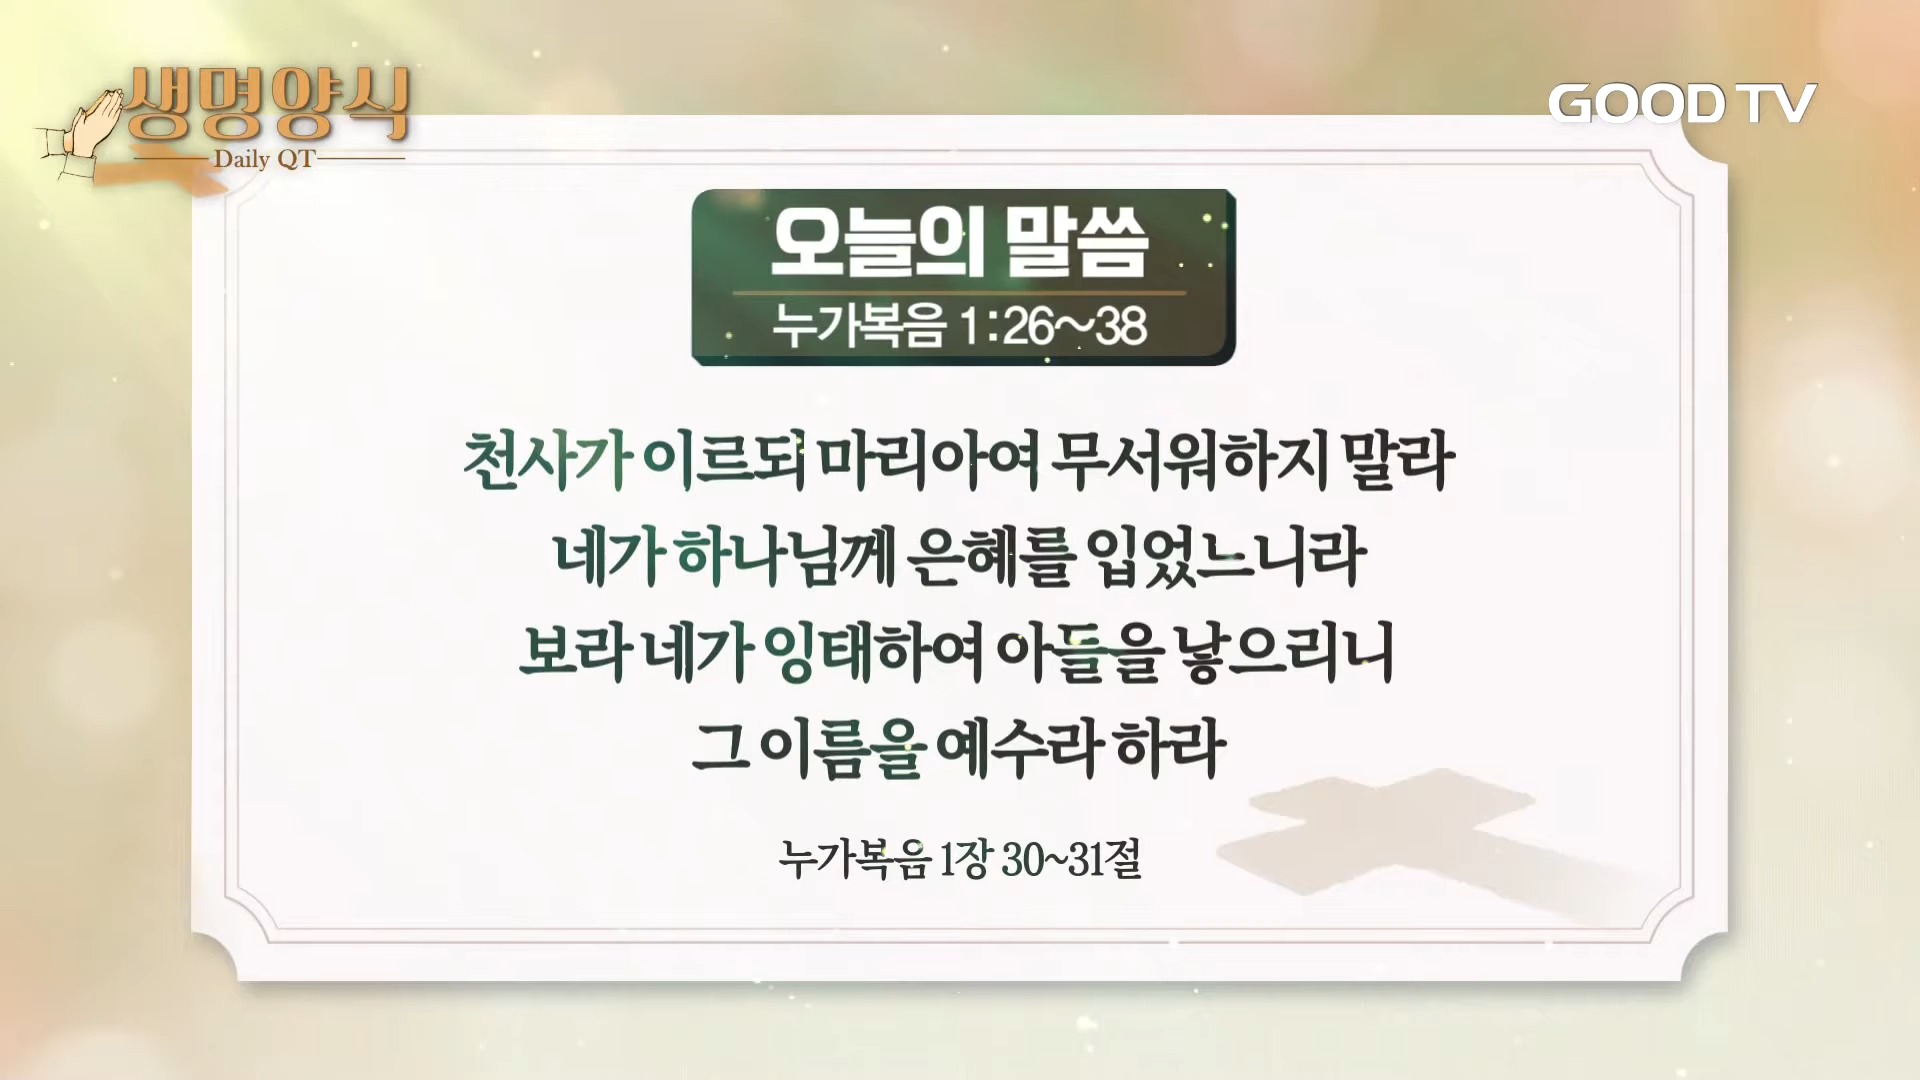 생명양식
Daily QT
GOOD TV
오늘의 말씀
누가복음 1:26~38
천사가 이르되 마리아여 무서워하지 말라
네가 하나님께 은혜를 입었느니라
보라 네가 잉태하여 아들을 낳으리니
그 이름을 예수라 하라
누가복음 1장 30~31절